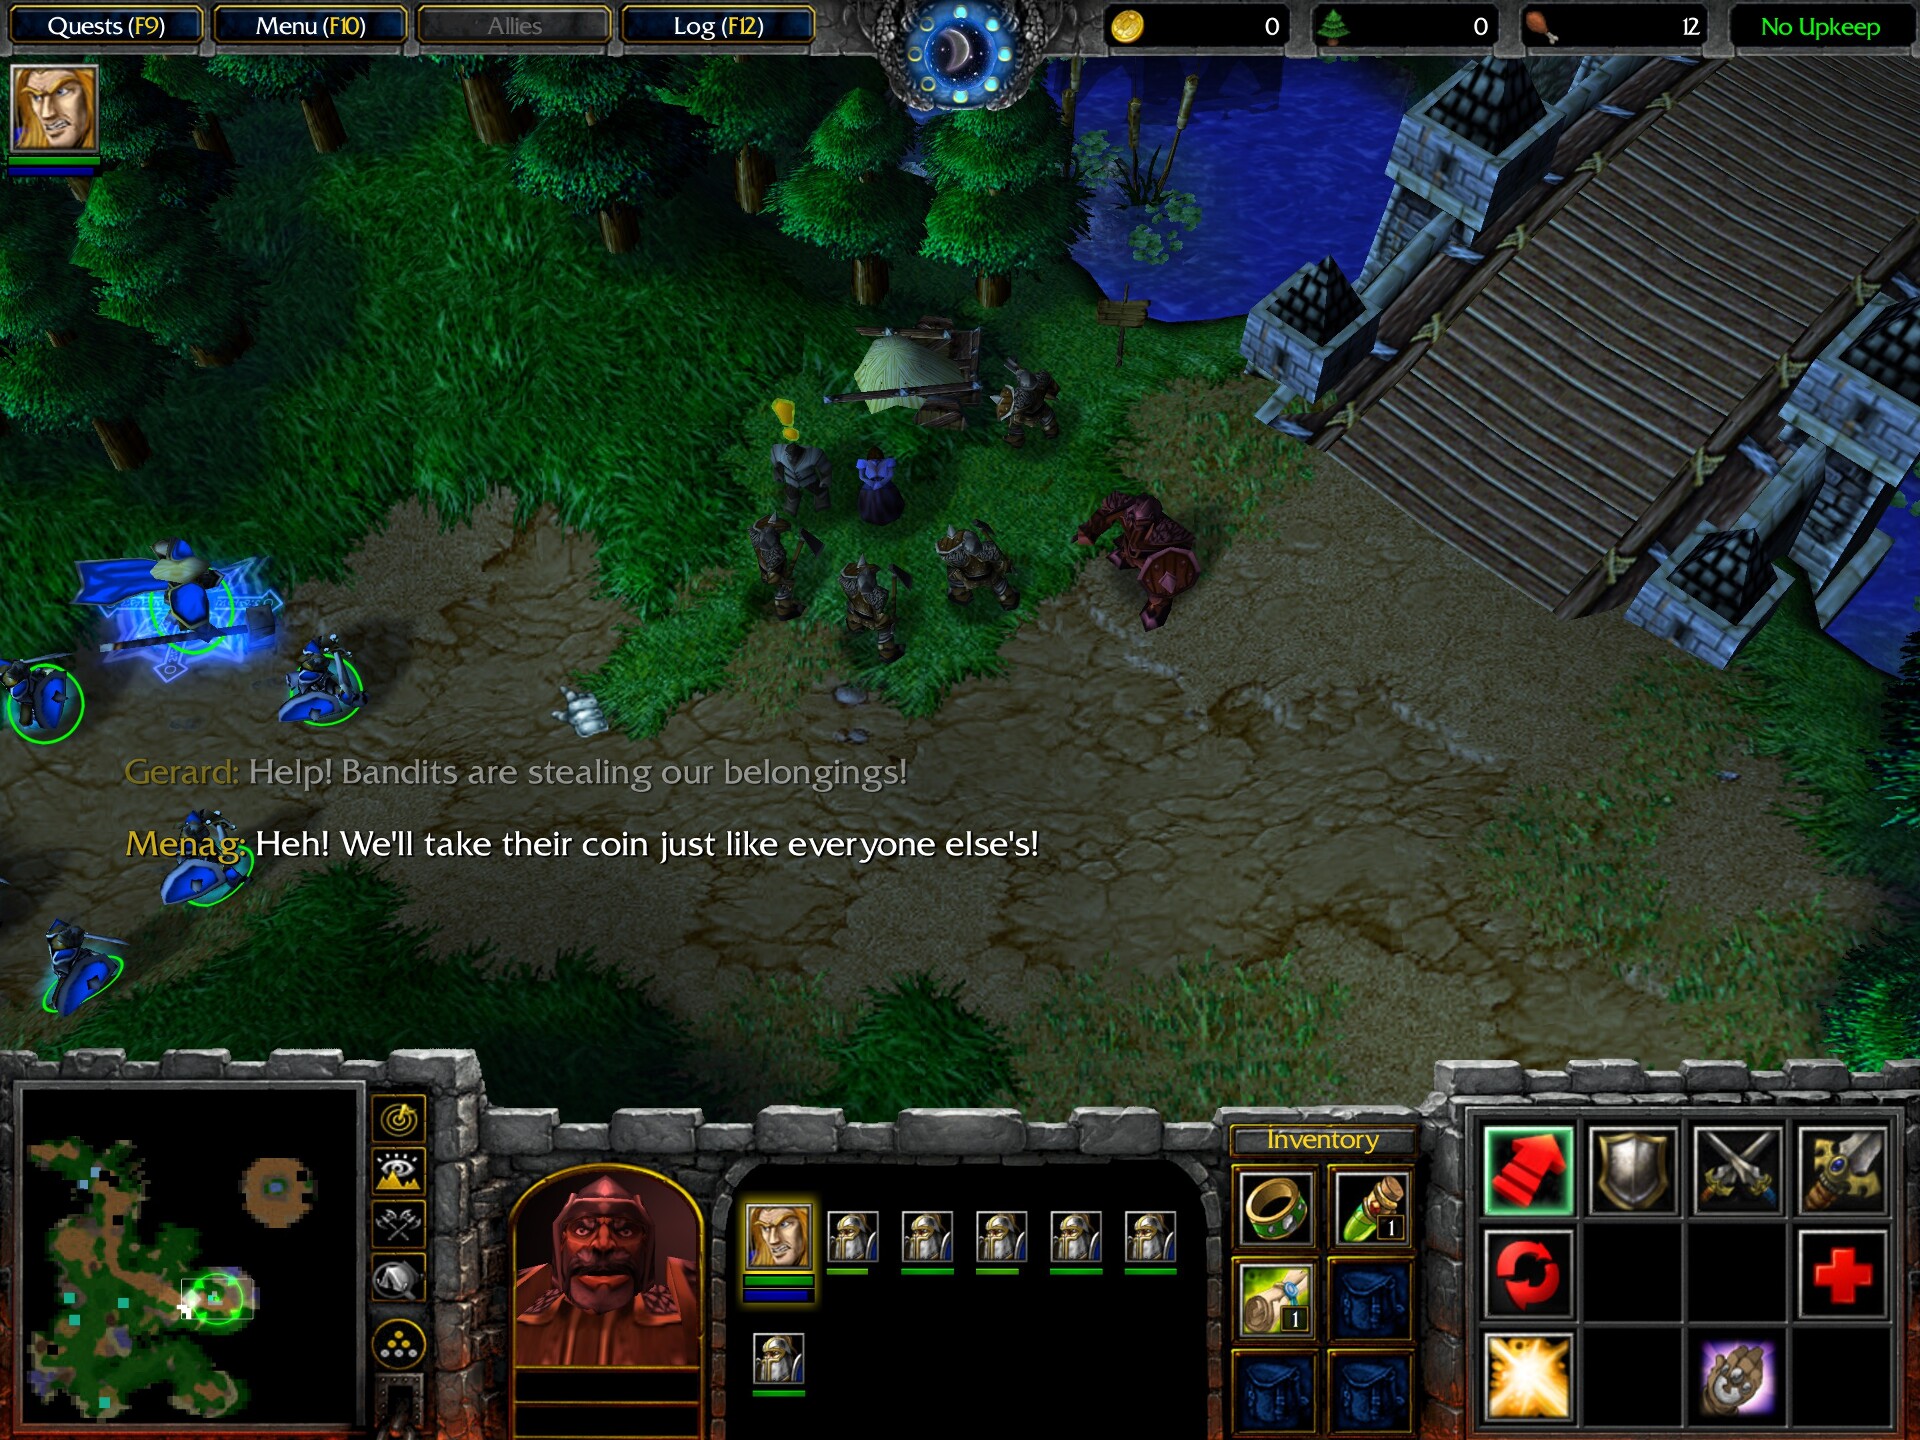 Quests (F9)
Menu (F10)
Allies
Log (F12)
0
0
12
No Upkeep
Gerard: Help! Bandits are stealing our belongings!
Menag: Heh! We'll take their coin just like everyone else's!
Inventory
1
1